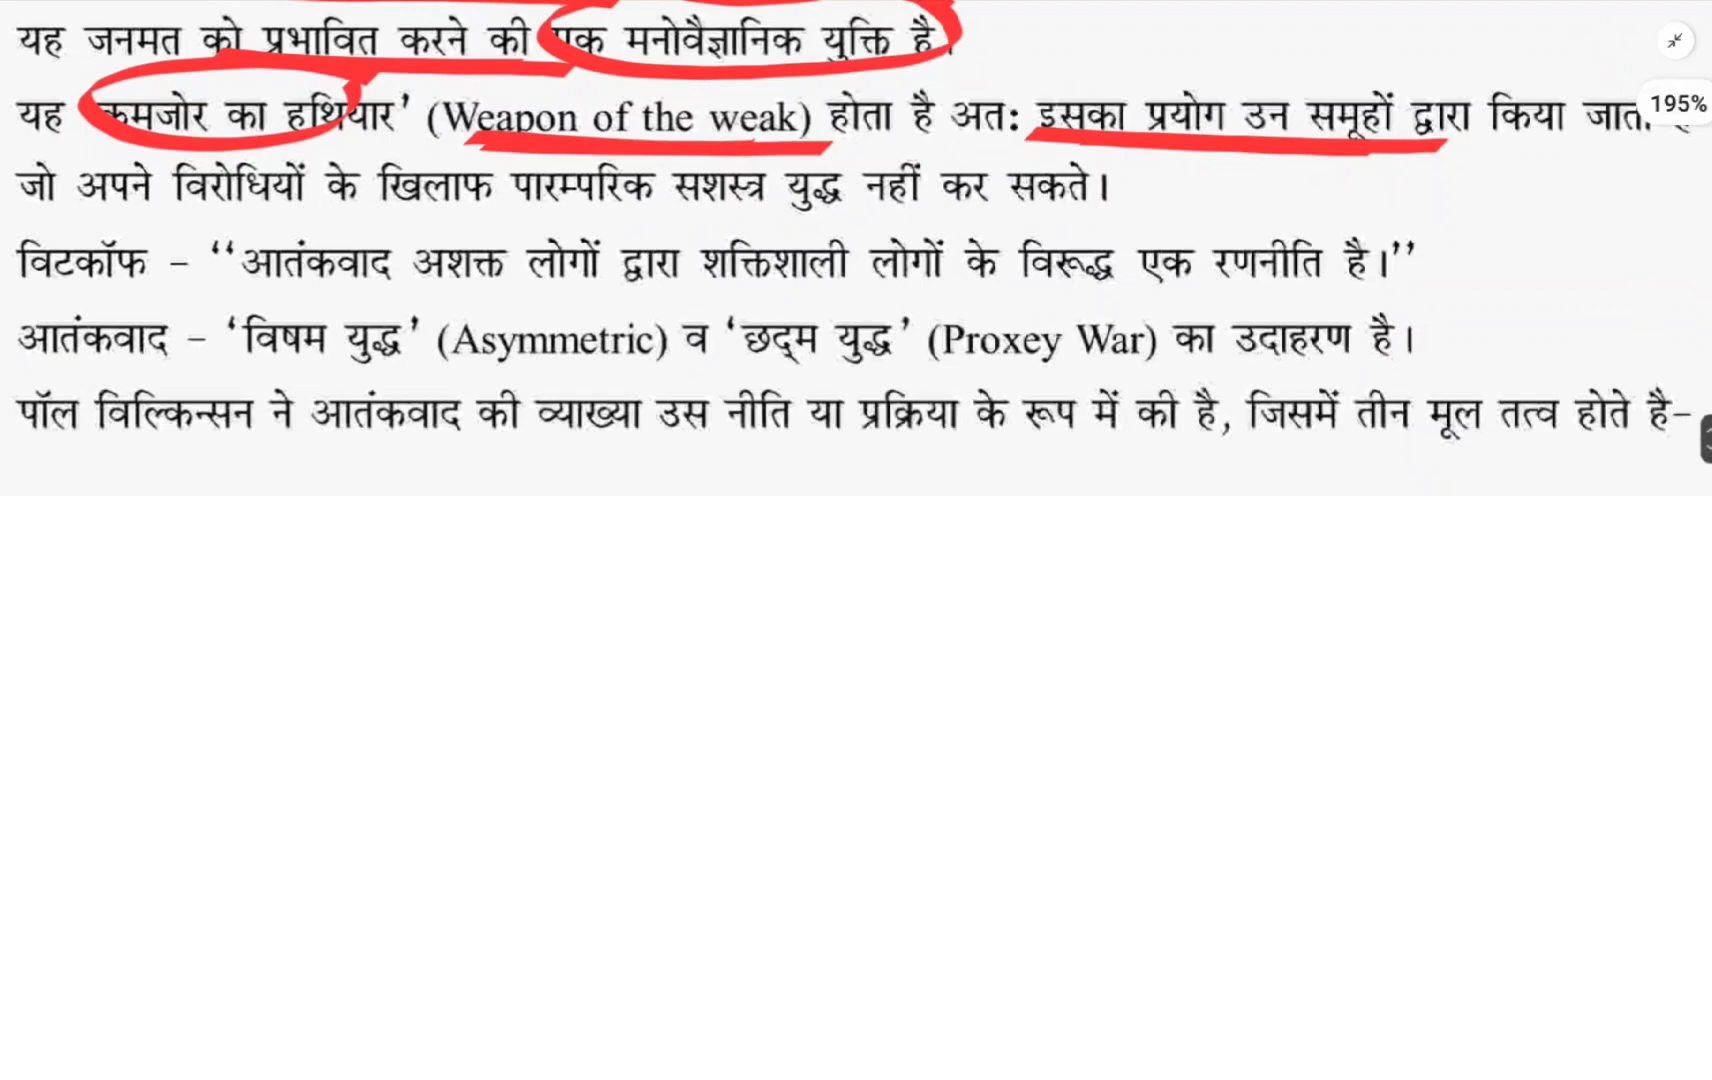 यह जनमत को प्रभावित करने की एक मनोवैज्ञानिक युक्ति है।
यह 'कमजोर का हथियार' (Weapon of the weak) होता है अत: इसका प्रयोग उन समूहों द्वारा किया जाता है
195%
जो अपने विरोधियों के खिलाफ पारम्परिक सशस्त्र युद्ध नहीं कर सकते।
विटकॉफ – ‘‘आतंकवाद अशक्त लोगों द्वारा शक्तिशाली लोगों के विरूद्ध एक रणनीति है।’’
आतंकवाद – ‘विषम युद्ध’ (Asymmetric) व ‘छद्म युद्ध’ (Proxey War) का उदाहरण है।
पॉल विल्किन्सन ने आतंकवाद की व्याख्या उस नीति या प्रक्रिया के रूप में की है, जिसमें तीन मूल तत्व होते है–